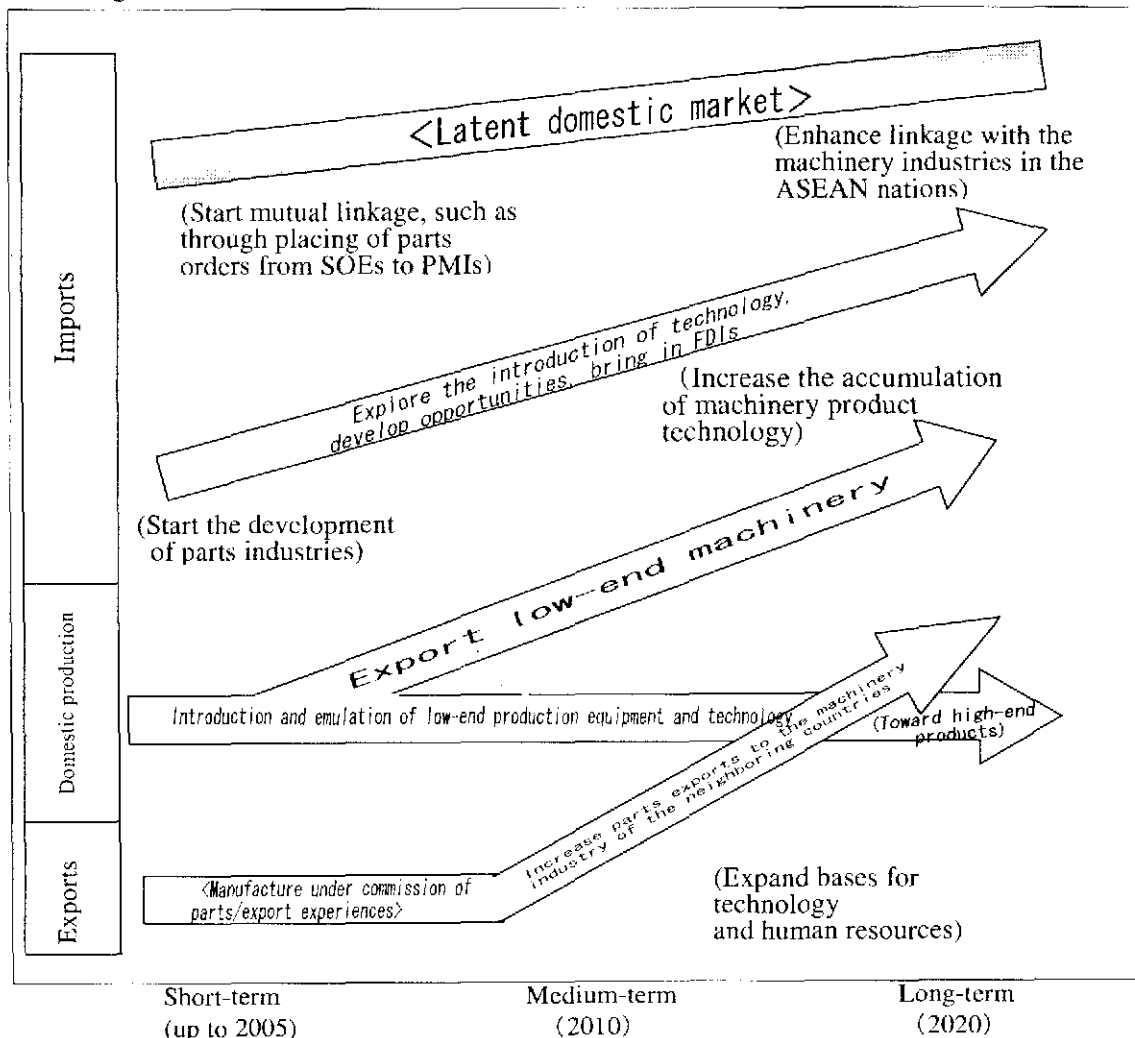 <Latent domestic market>
(Enhance linkage with the
machinery industries in the
ASEAN nations)
(Start mutual linkage, such as
through placing of parts
orders from SOEs to PMIs)
Imports
Explore the introduction of technology,
develop opportunities, bring in FDIs
(Increase the accumulation
of machinery product
technology)
(Start the development
of parts industries)
Export low-end machinery
Domestic production
Introduction and emulation of low-end production equipment and technology
(Toward high-end
products)
Increase parts exports to the machinery
industry of the neighboring countries
Exports
<Manufacture under commission of
parts/export experiences>
(Expand bases for
technology
and human resources)
Short-term
(up to 2005)
Medium-term
(2010)
Long-term
(2020)